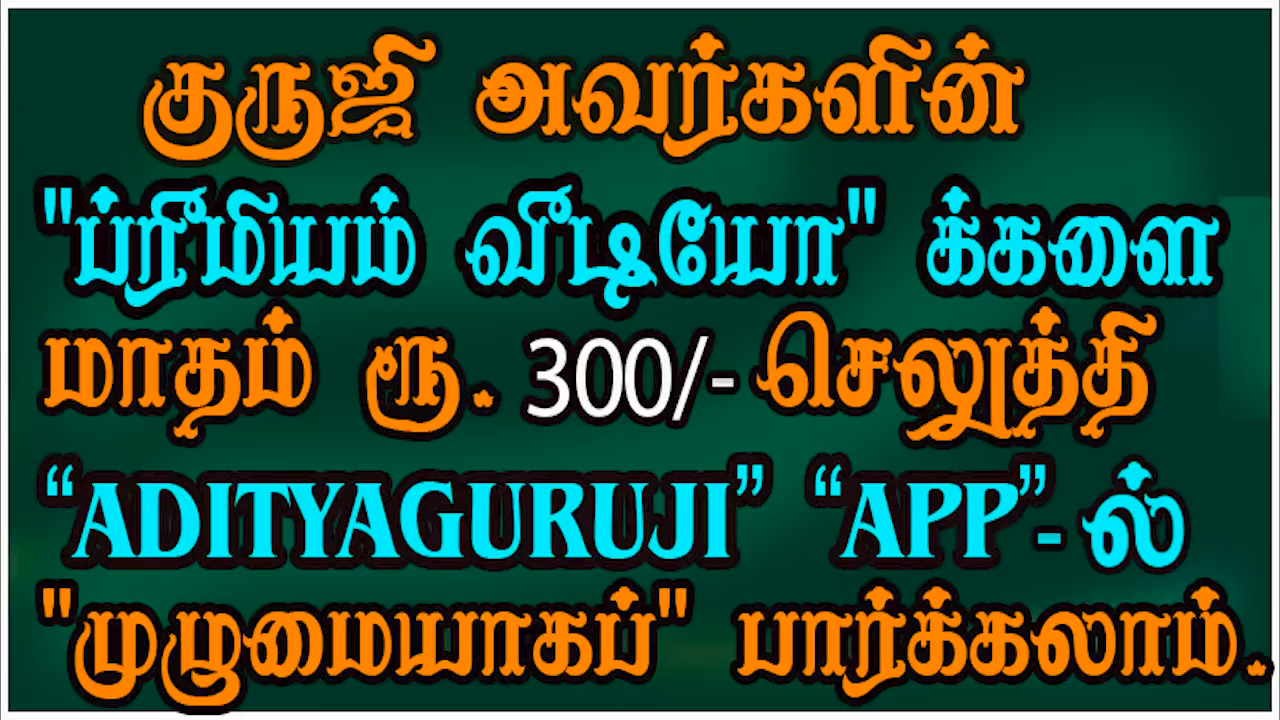 குருஜி அவர்களின்
"ப்ரீமியம் வீடியோ" க்களை
மாதம் ரூ. 300/- செலுத்தி
“ADITYAGURUJI” “APP”-ல்
"முழுமையாகப்" பார்க்கலாம்.